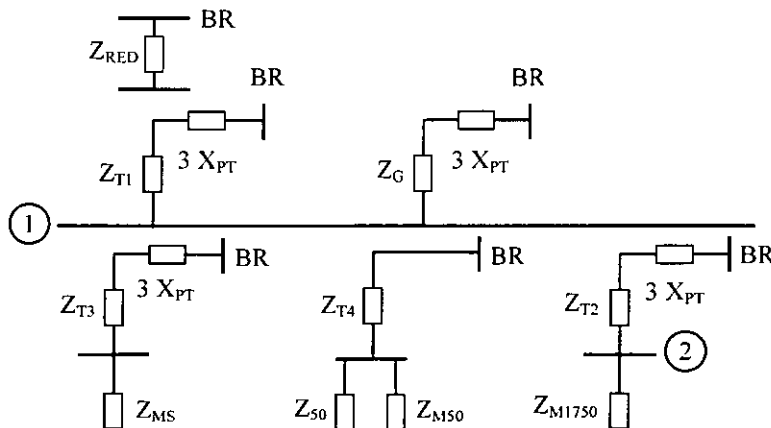 BR
Z_RED
BR
BR
Z_T1
3 X_PT
Z_G
3 X_PT
1
BR
BR
BR
Z_T3
3 X_PT
Z_T4
Z_T2
3 X_PT
2
Z_MS
Z_50
Z_M50
Z_M1750